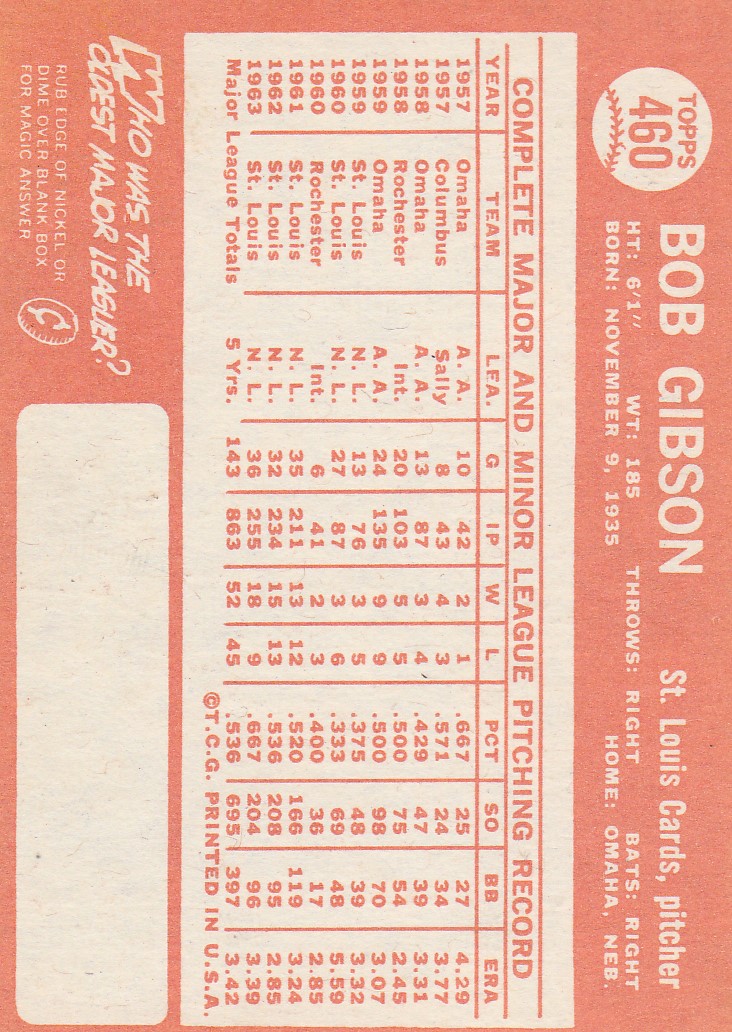 TOPPS
460
BOB GIBSON St. Louis Cards, pitcher
HT: 6'1" WT: 185 THROWS: RIGHT BATS: RIGHT
BORN: NOVEMBER 9, 1935 HOME: OMAHA, NEB.
COMPLETE MAJOR AND MINOR LEAGUE PITCHING RECORD
YEAR TEAM LEA. G IP W L PCT SO BB ERA
1957 Omaha A. A. 10 42 2 1 .667 25 27 4.29
1957 Columbus Sally 8 43 4 3 .571 24 34 3.77
1958 Omaha A. A. 13 87 3 4 .429 47 39 3.31
1958 Rochester Int. 20 103 5 5 .500 75 54 2.45
1959 Omaha A. A 24 135 9 9 .500 98 70 3.07
1959 St. Louis N. L. 13 76 3 5 .375 48 39 3.32
1960 St. Louis N. L. 27 87 3 6 .333 69 48 5.59
1960 Rochester Int. 6 41 2 3 .400 36 17 2.85
1961 St. Louis N. L. 35 211 13 12 .520 166 119 3.24
1962 St. Louis N. L. 32 234 15 13 .536 208 95 2.85
1963 St. Louis N. L. 36 255 18 9 .667 204 96 3.39
Major League Totals 5 Yrs. 143 863 52 45 .536 695 397 3.42
©T.C.G. PRINTED IN U.S.A.
WHO WAS THE
OLDEST MAJOR LEAGUER?
RUB EDGE OF NICKEL OR
DIME OVER BLANK BOX
FOR MAGIC ANSWER